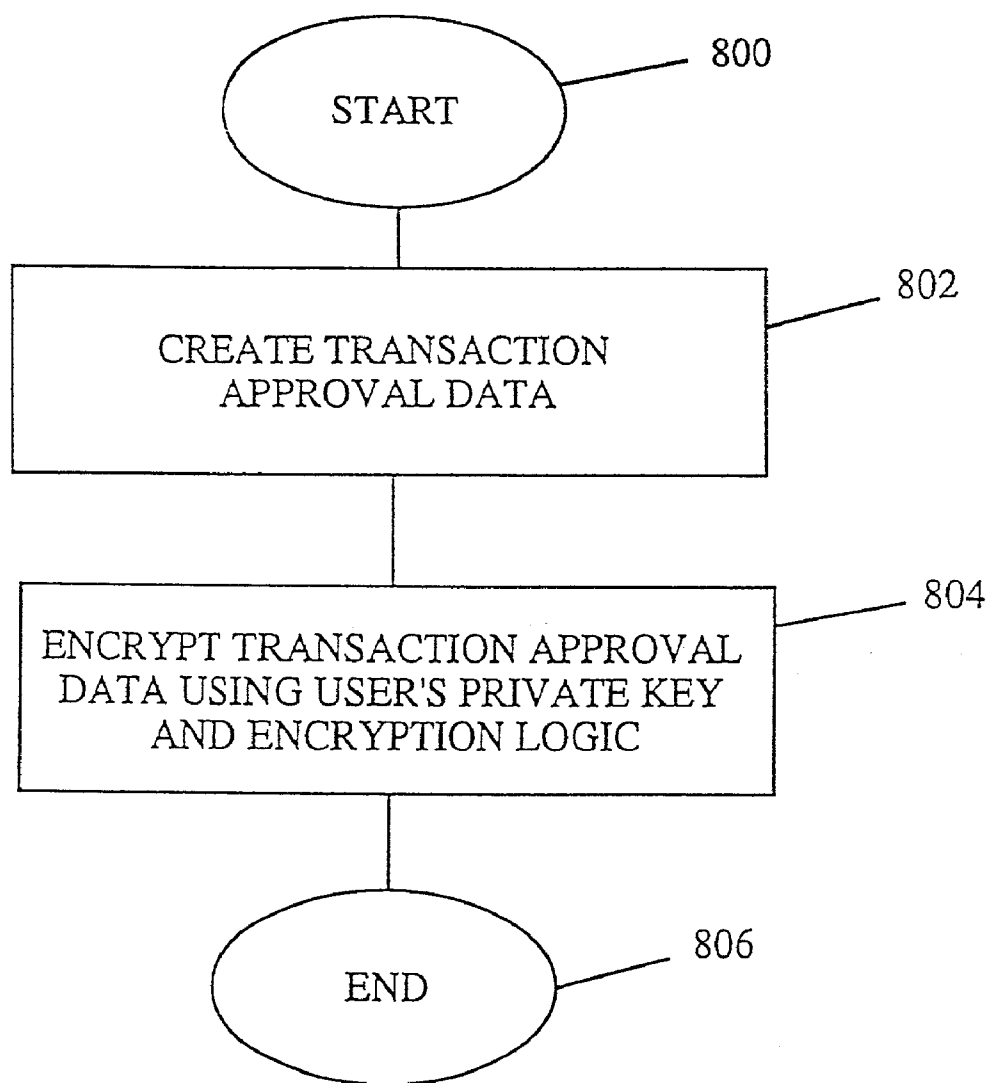 800
START
802
CREATE TRANSACTION
APPROVAL DATA
804
ENCRYPT TRANSACTION APPROVAL
DATA USING USER'S PRIVATE KEY
AND ENCRYPTION LOGIC
806
END